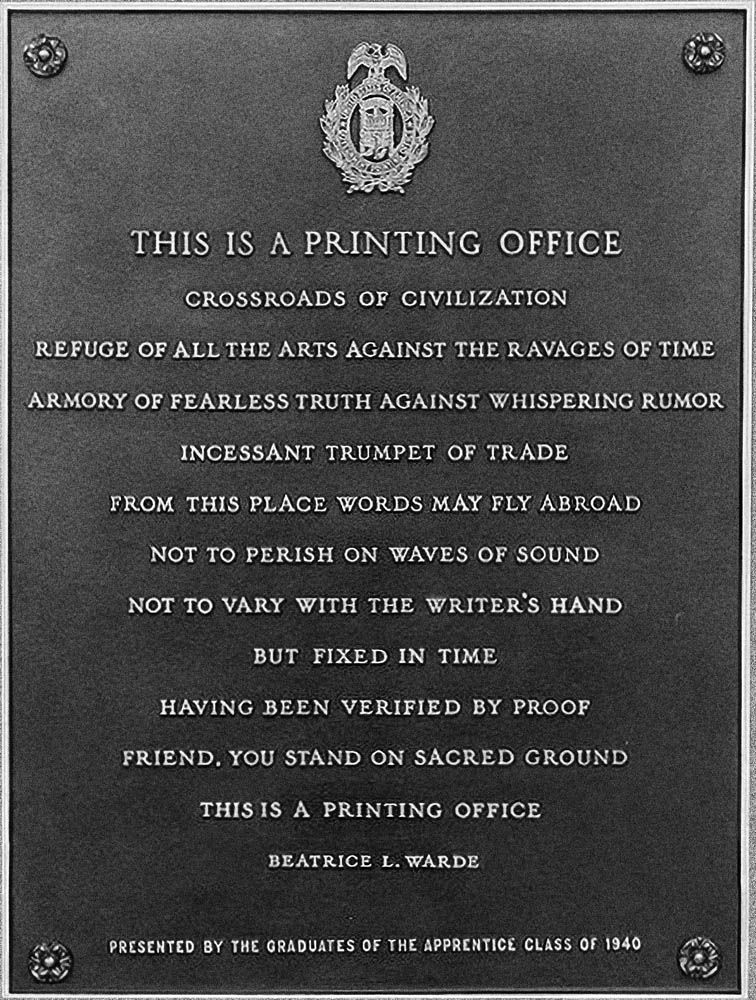 THIS IS A PRINTING OFFICE
CROSSROADS OF CIVILIZATION
REFUGE OF ALL THE ARTS AGAINST THE RAVAGES OF TIME
ARMORY OF FEARLESS TRUTH AGAINST WHISPERING RUMOR
INCESSANT TRUMPET OF TRADE
FROM THIS PLACE WORDS MAY FLY ABROAD
NOT TO PERISH ON WAVES OF SOUND
NOT TO VARY WITH THE WRITER'S HAND
BUT FIXED IN TIME
HAVING BEEN VERIFIED BY PROOF
FRIEND, YOU STAND ON SACRED GROUND
THIS IS A PRINTING OFFICE
BEATRICE L. WARDE
PRESENTED BY THE GRADUATES OF THE APPRENTICE CLASS OF 1940